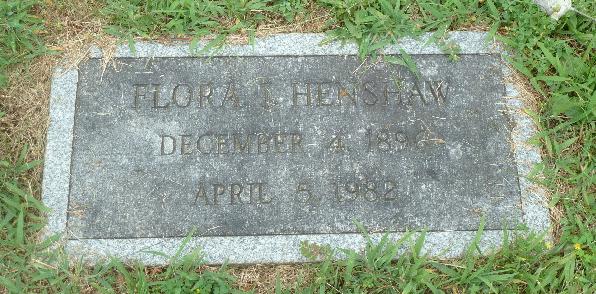 FLORA HENSHAW
DECEMBER 4,
APRIL 5, 1982